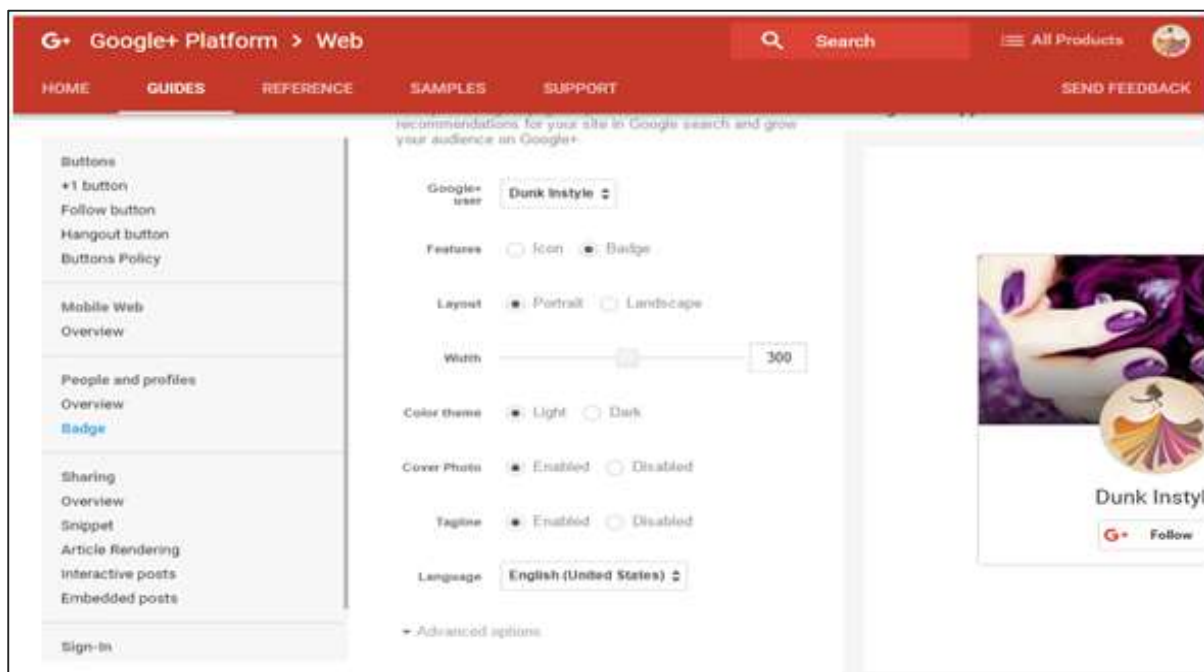 G+ Google+ Platform > Web
Search
All Products
HOME GUIDES REFERENCE SAMPLES SUPPORT SEND FEEDBACK
recommendations for your site in Google search and grow
your audience on Google+
Buttons
+1 button
Follow button
Hangout button
Buttons Policy
Mobile Web
Overview
People and profiles
Overview
Badge
Sharing
Overview
Snippet
Article Rendering
Interactive posts
Embedded posts
Sign-In
Google+
user
Dunk Instyle
Features Icon Badge
Layout Portrait Landscape
Width 300
Color theme Light Dark
Cover Photo Enabled Disabled
Tagline Enabled Disabled
Language English (United States)
Advanced options
Dunk Instyl
G+ Follow